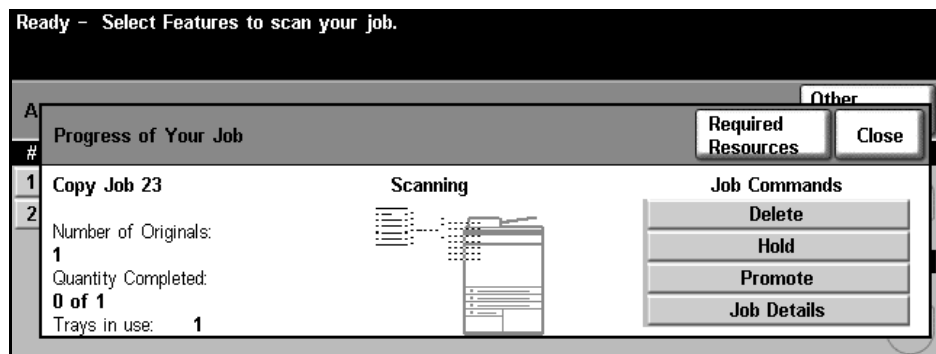 Ready - Select Features to scan your job.
Other
A
Progress of Your Job
Required
Resources
Close
#
1
Copy Job 23
Scanning
Job Commands
2
Delete
Number of Originals:
1
Hold
Quantity Completed:
0 of 1
Promote
Trays in use: 1
Job Details